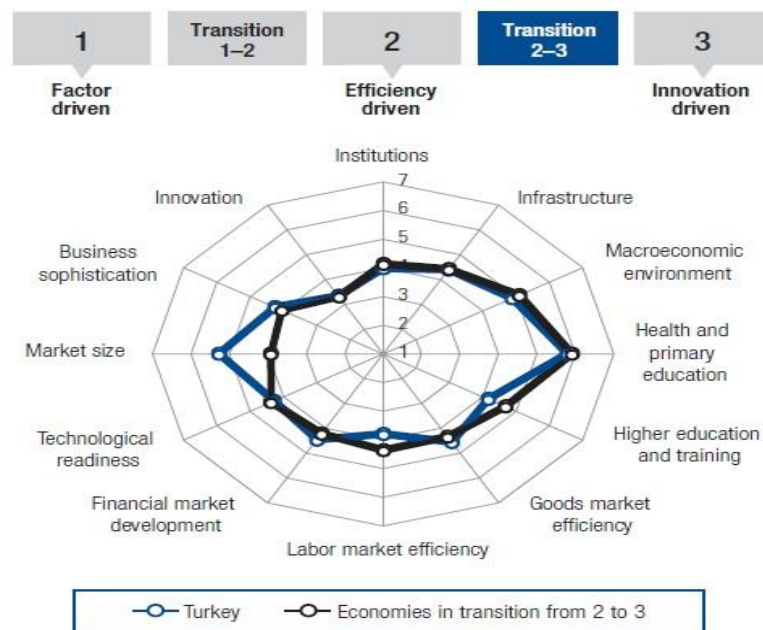 1
Transition
1–2
2
Transition
2–3
3
Factor
driven
Efficiency
driven
Innovation
driven
Institutions
Infrastructure
Macroeconomic
environment
Health and
primary
education
Higher education
and training
Goods market
efficiency
Labor market efficiency
Financial market
development
Technological
readiness
Market size
Business
sophistication
Innovation
7
6
5
4
3
2
1
Turkey
Economies in transition from 2 to 3